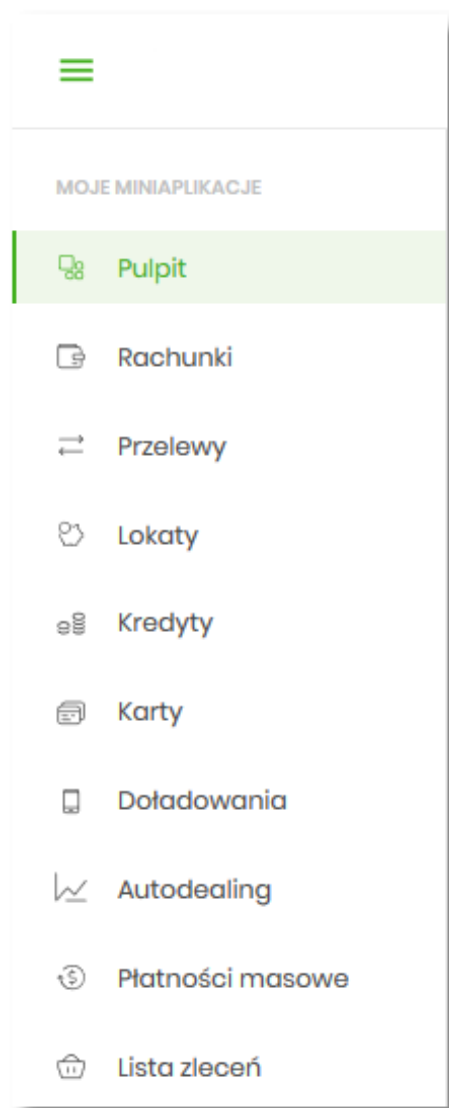 MOJE MINIAPLIKACJE
Pulpit
Rachunki
Przelewy
Lokaty
Kredyty
Karty
Doładowania
Autodealing
Płatności masowe
Lista zleceń